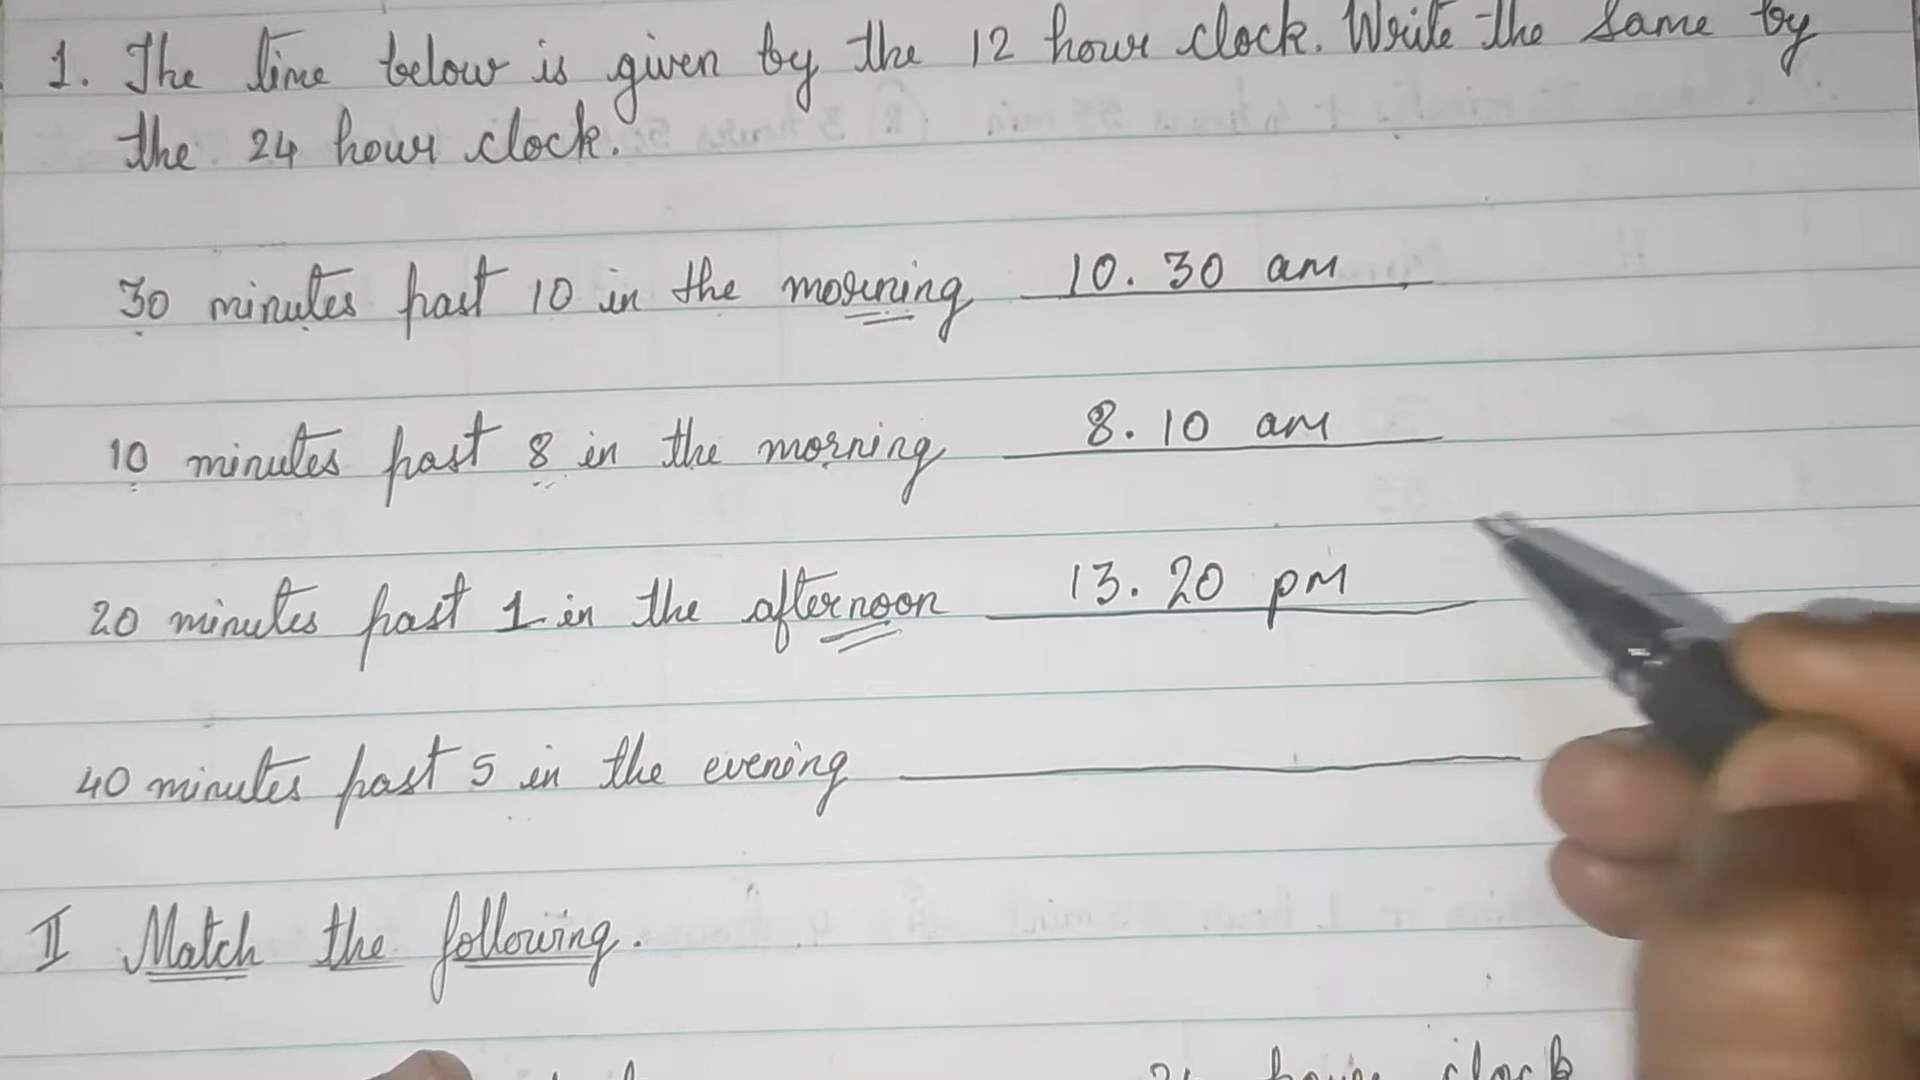 1. The time below is given by the 12 hour clock. Write the same by
the 24 hour clock.
30 minutes past 10 in the morning 10. 30 am
10 minutes past 8 in the morning 8. 10 am
20 minutes past 1 in the afternoon 13. 20 pm
40 minutes past 5 in the evening
II Match the following.
hour clock